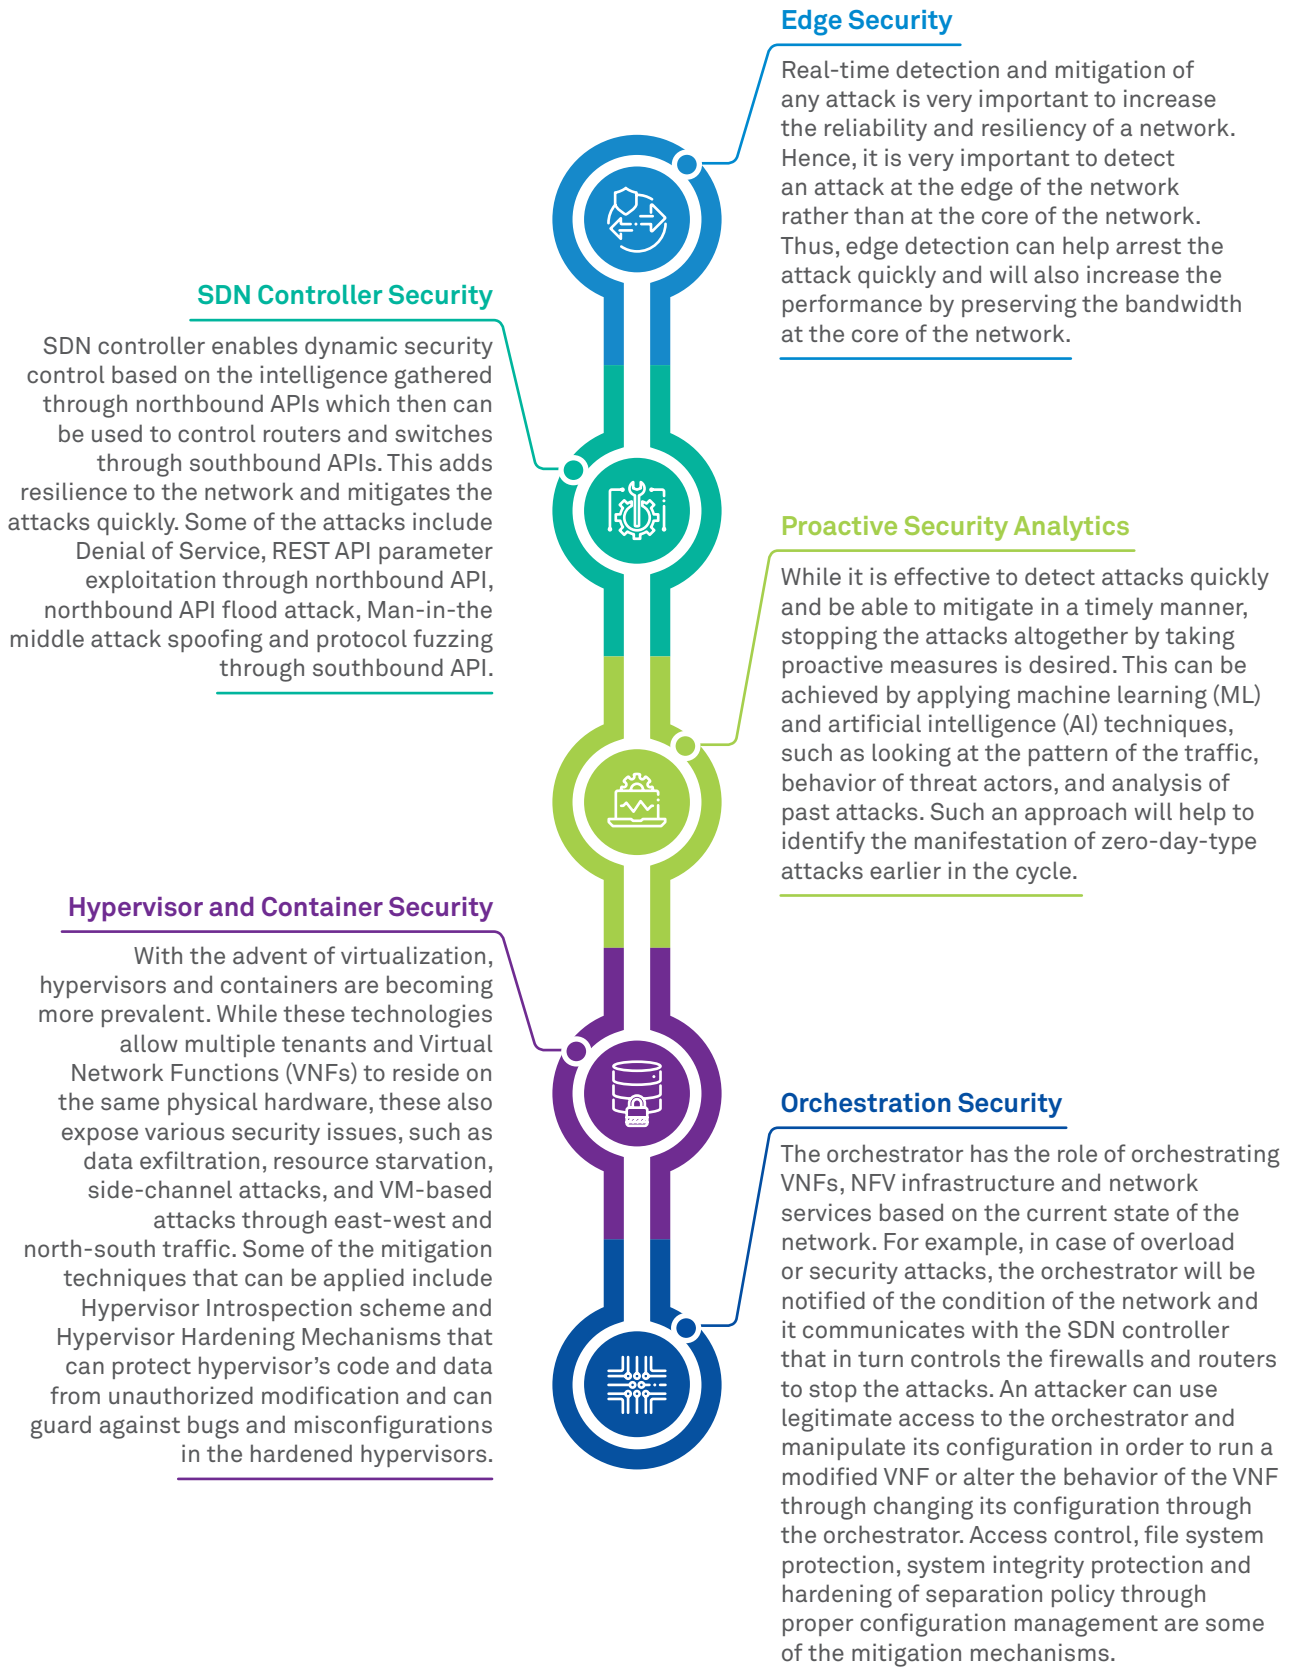 Edge Security
Real-time detection and mitigation of
any attack is very important to increase
the reliability and resiliency of a network.
Hence, it is very important to detect
an attack at the edge of the network
rather than at the core of the network.
Thus, edge detection can help arrest the
attack quickly and will also increase the
performance by preserving the bandwidth
at the core of the network.
SDN Controller Security
SDN controller enables dynamic security
control based on the intelligence gathered
through northbound APIs which then can
be used to control routers and switches
through southbound APIs. This adds
resilience to the network and mitigates the
attacks quickly. Some of the attacks include
Denial of Service, REST API parameter
exploitation through northbound API,
northbound API flood attack, Man-in-the
middle attack spoofing and protocol fuzzing
through southbound API.
Proactive Security Analytics
While it is effective to detect attacks quickly
and be able to mitigate in a timely manner,
stopping the attacks altogether by taking
proactive measures is desired. This can be
achieved by applying machine learning (ML)
and artificial intelligence (AI) techniques,
such as looking at the pattern of the traffic,
behavior of threat actors, and analysis of
past attacks. Such an approach will help to
identify the manifestation of zero-day-type
attacks earlier in the cycle.
Hypervisor and Container Security
With the advent of virtualization,
hypervisors and containers are becoming
more prevalent. While these technologies
allow multiple tenants and Virtual
Network Functions (VNFs) to reside on
the same physical hardware, these also
expose various security issues, such as
data exfiltration, resource starvation,
side-channel attacks, and VM-based
attacks through east-west and
north-south traffic. Some of the mitigation
techniques that can be applied include
Hypervisor Introspection scheme and
Hypervisor Hardening Mechanisms that
can protect hypervisor's code and data
from unauthorized modification and can
guard against bugs and misconfigurations
in the hardened hypervisors.
Orchestration Security
The orchestrator has the role of orchestrating
VNFs, NFV infrastructure and network
services based on the current state of the
network. For example, in case of overload
or security attacks, the orchestrator will be
notified of the condition of the network and
it communicates with the SDN controller
that in turn controls the firewalls and routers
to stop the attacks. An attacker can use
legitimate access to the orchestrator and
manipulate its configuration in order to run a
modified VNF or alter the behavior of the VNF
through changing its configuration through
the orchestrator. Access control, file system
protection, system integrity protection and
hardening of separation policy through
proper configuration management are some
of the mitigation mechanisms.